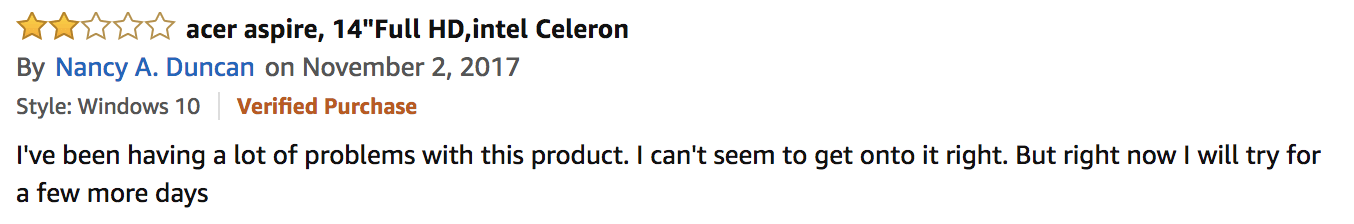 acer aspire, 14"Full HD,intel Celeron
By Nancy A. Duncan on November 2, 2017
Style: Windows 10 Verified Purchase
I've been having a lot of problems with this product. I can't seem to get onto it right. But right now I will try for
a few more days